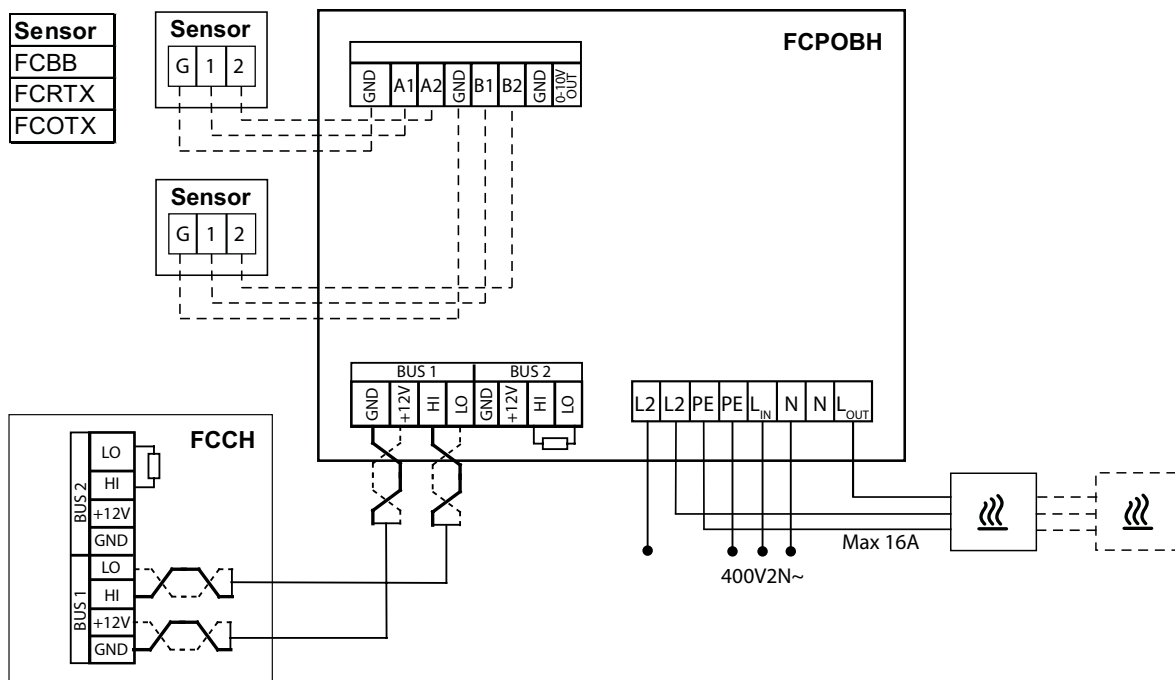 Sensor
FCBB
FCRTX
FCOTX
Sensor
G 1 2
FCPOBH
GND A1 A2 GND B1 B2 GND 0-10V OUT
Sensor
G 1 2
BUS 1 BUS 2
GND +12V HI LO GND +12V HI LO
L2 L2 PE PE LIN N N LOUT
FCCH
BUS 2
LO
HI
+12V
GND
BUS 1
LO
HI
+12V
GND
Max 16A
400V2N~